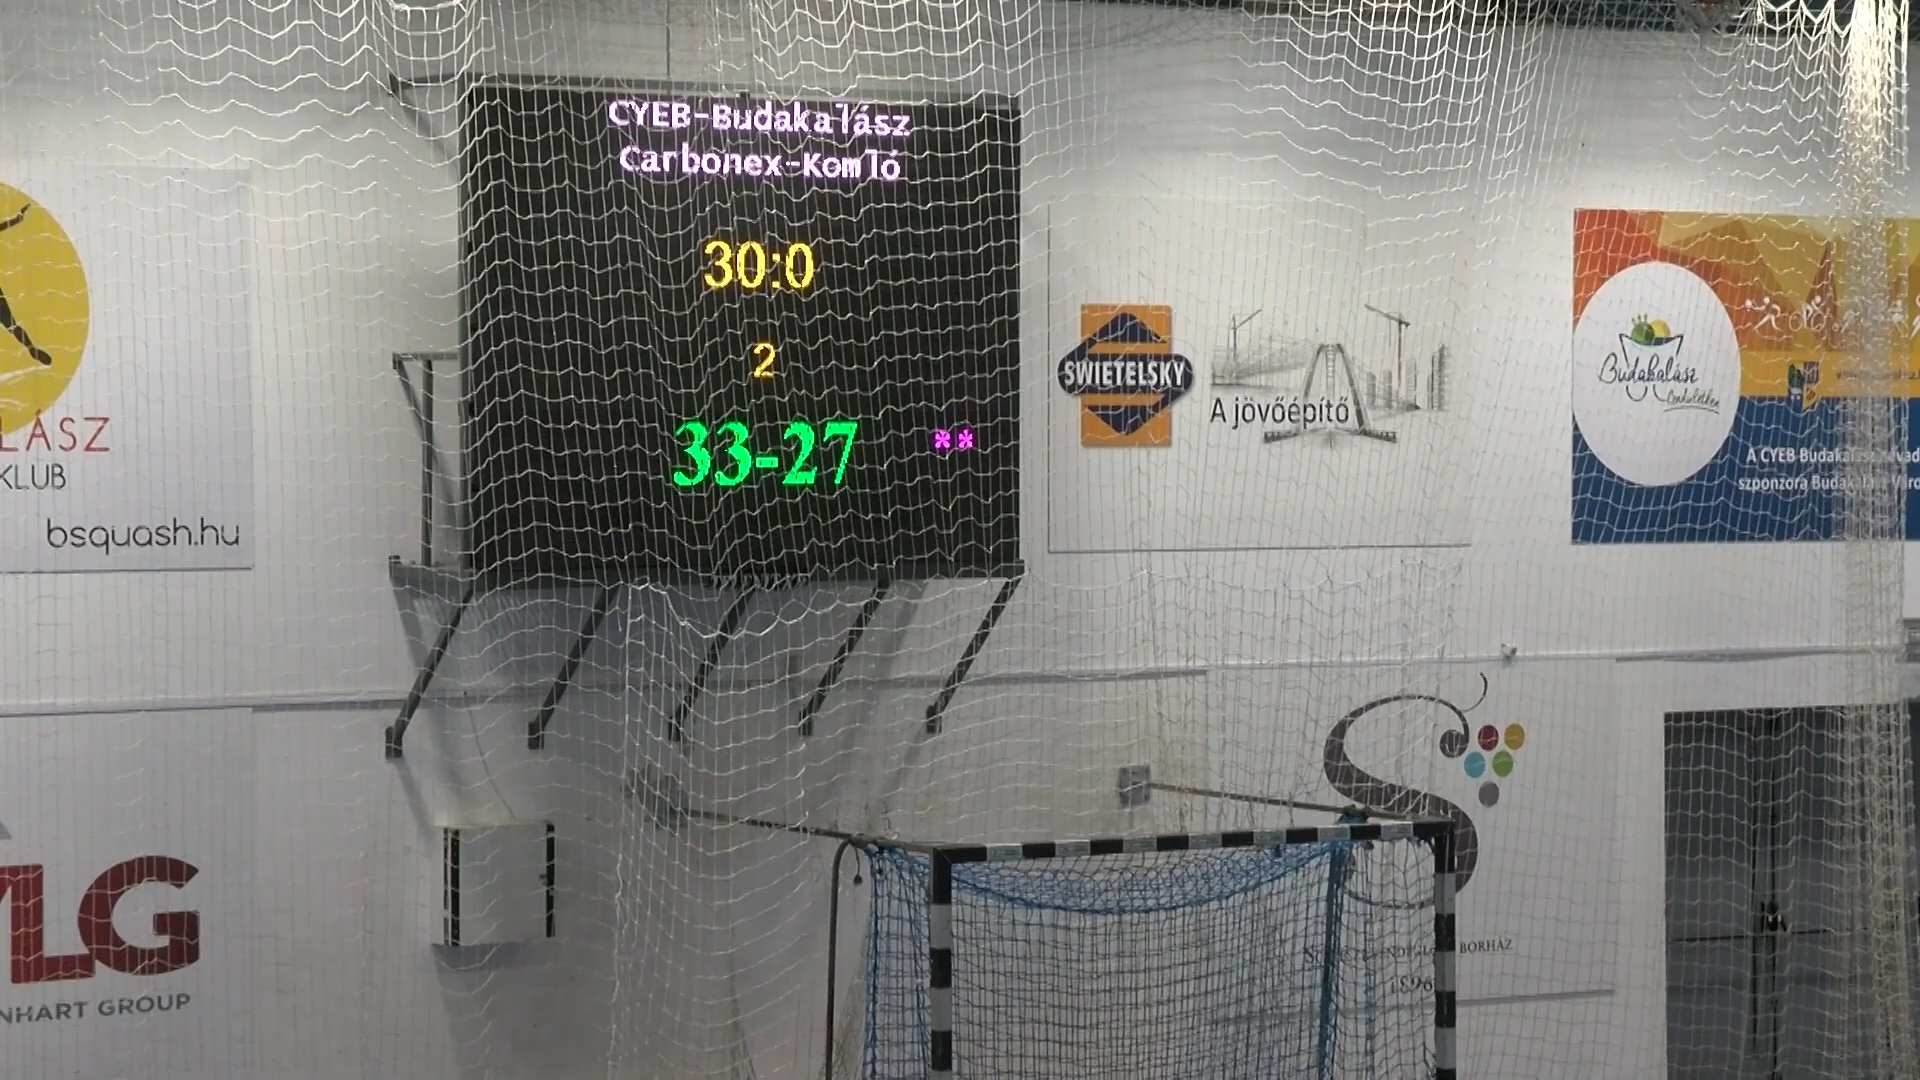 CYEB-Budakalász
Carbonex-Komló
30:0
2
33-27 **
LÁSZ
KLUB
bsquash.hu
SWIETELSKY
A jövőépítő
Budakalász
A CYEB Budakalász
szponzora Budakalász
LG
NHART GROUP
BORHÁZ
1896